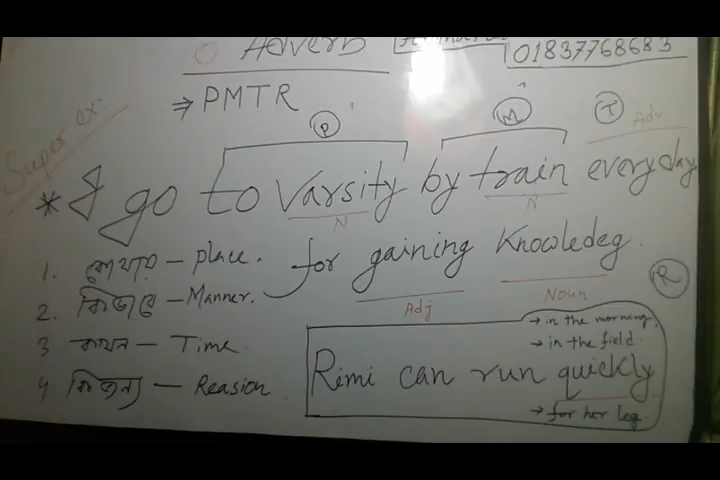 Adverb
01837768683
⇒ PMTR
Super ex:
P M T Adv
* I go to varsity by train everyday
N N
for gaining Knowledeg.
Adj Noun R
1. কোথায় – place.
2. কিভাবে – Manner.
3 কখন – Time
4 কিজন্য – Reasion
→ in the morning.
→ in the field.
Rimi can run quickly
→ for her leg.